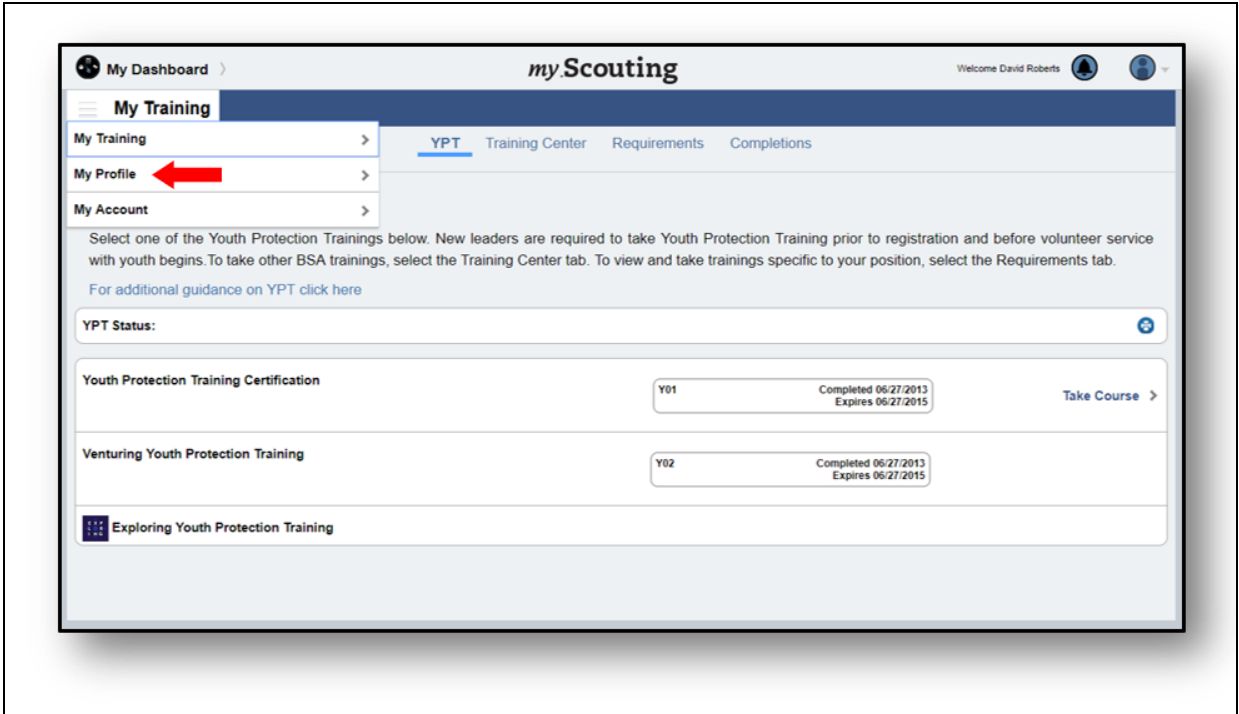 My Dashboard
my.Scouting
Welcome David Roberts
My Training
My Training
YPT Training Center Requirements Completions
My Profile
My Account
Select one of the Youth Protection Trainings below. New leaders are required to take Youth Protection Training prior to registration and before volunteer service
with youth begins.To take other BSA trainings, select the Training Center tab. To view and take trainings specific to your position, select the Requirements tab.
For additional guidance on YPT click here
YPT Status:
Youth Protection Training Certification
Y01 Completed 06/27/2013
Expires 06/27/2015
Take Course
Venturing Youth Protection Training
Y02 Completed 06/27/2013
Expires 06/27/2015
Exploring Youth Protection Training